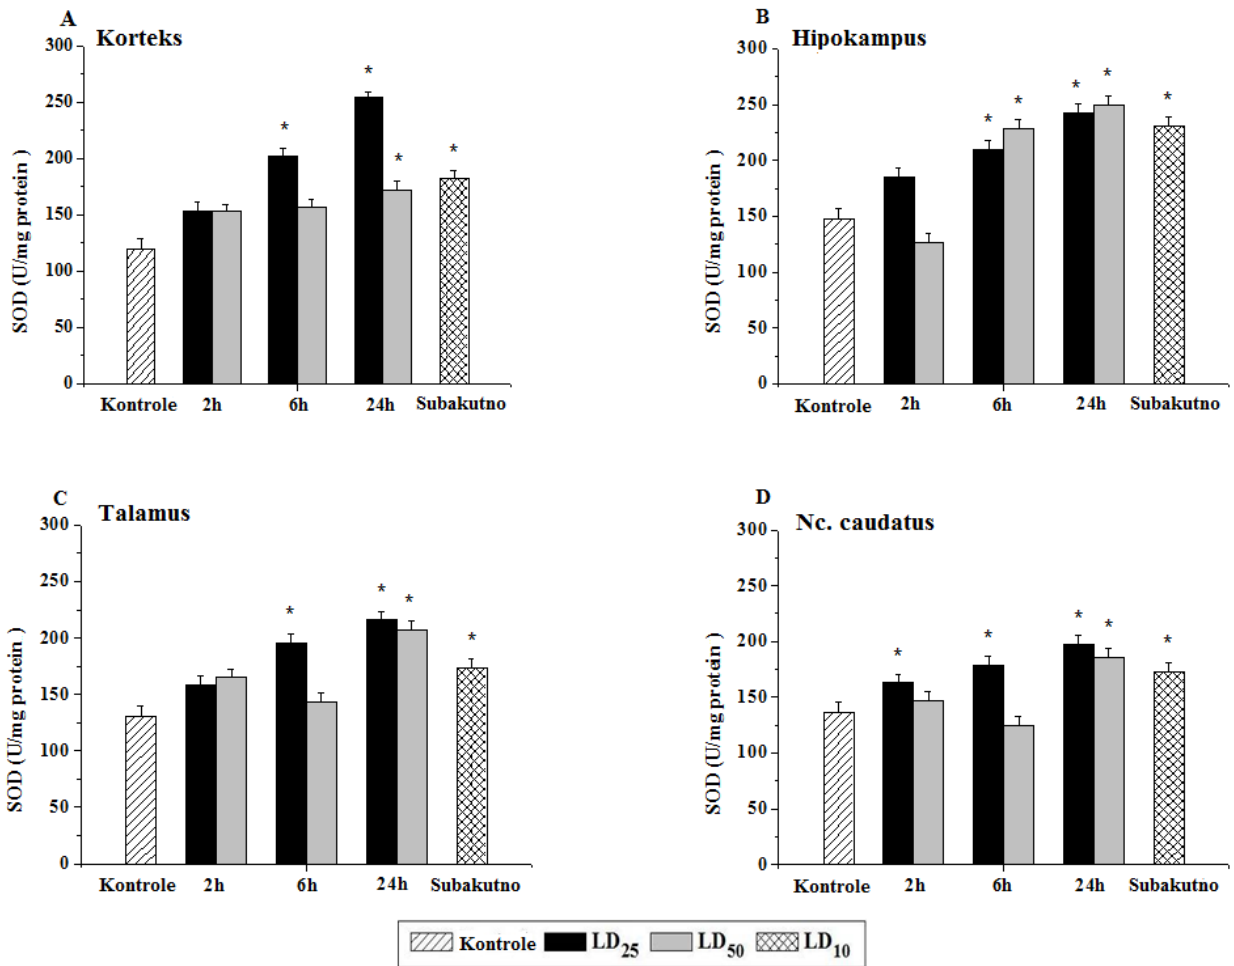 A
Korteks
300
250
200
150
100
50
0
SOD (U/mg protein )
*
*
*
*
Kontrole 2h 6h 24h Subakutno
B
Hipokampus
300
250
200
150
100
50
0
SOD (U/mg protein )
*
*
*
*
*
Kontrole 2h 6h 24h Subakutno
C
Talamus
300
250
200
150
100
50
0
SOD (U/mg protein )
*
*
*
*
Kontrole 2h 6h 24h Subakutno
D
Nc. caudatus
300
250
200
150
100
50
0
SOD (U/mg protein )
*
*
*
*
*
Kontrole 2h 6h 24h Subakutno
Kontrole LD25 LD50 LD10